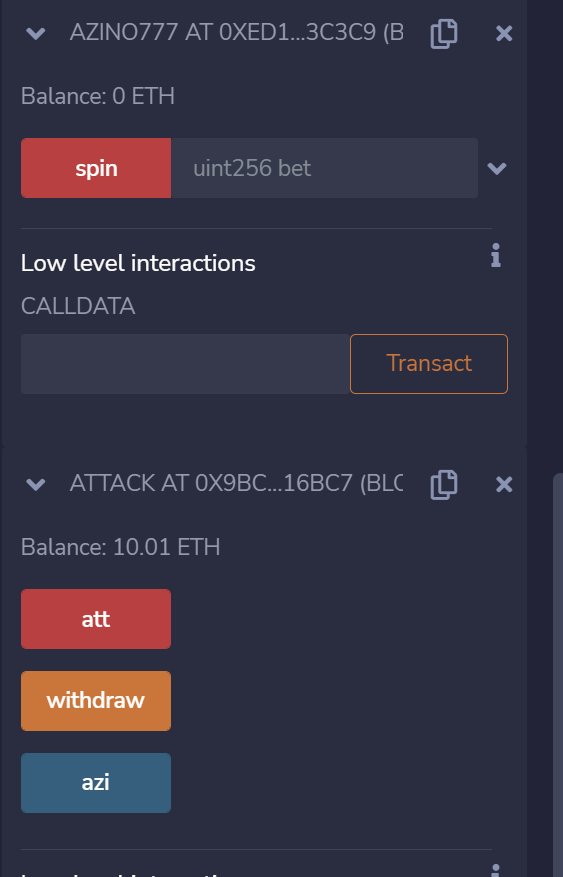 AZINO777 AT 0XED1...3C3C9 (B
Balance: 0 ETH
spin uint256 bet
Low level interactions
CALLDATA
Transact
ATTACK AT 0X9BC...16BC7 (BLC
Balance: 10.01 ETH
att
withdraw
azi